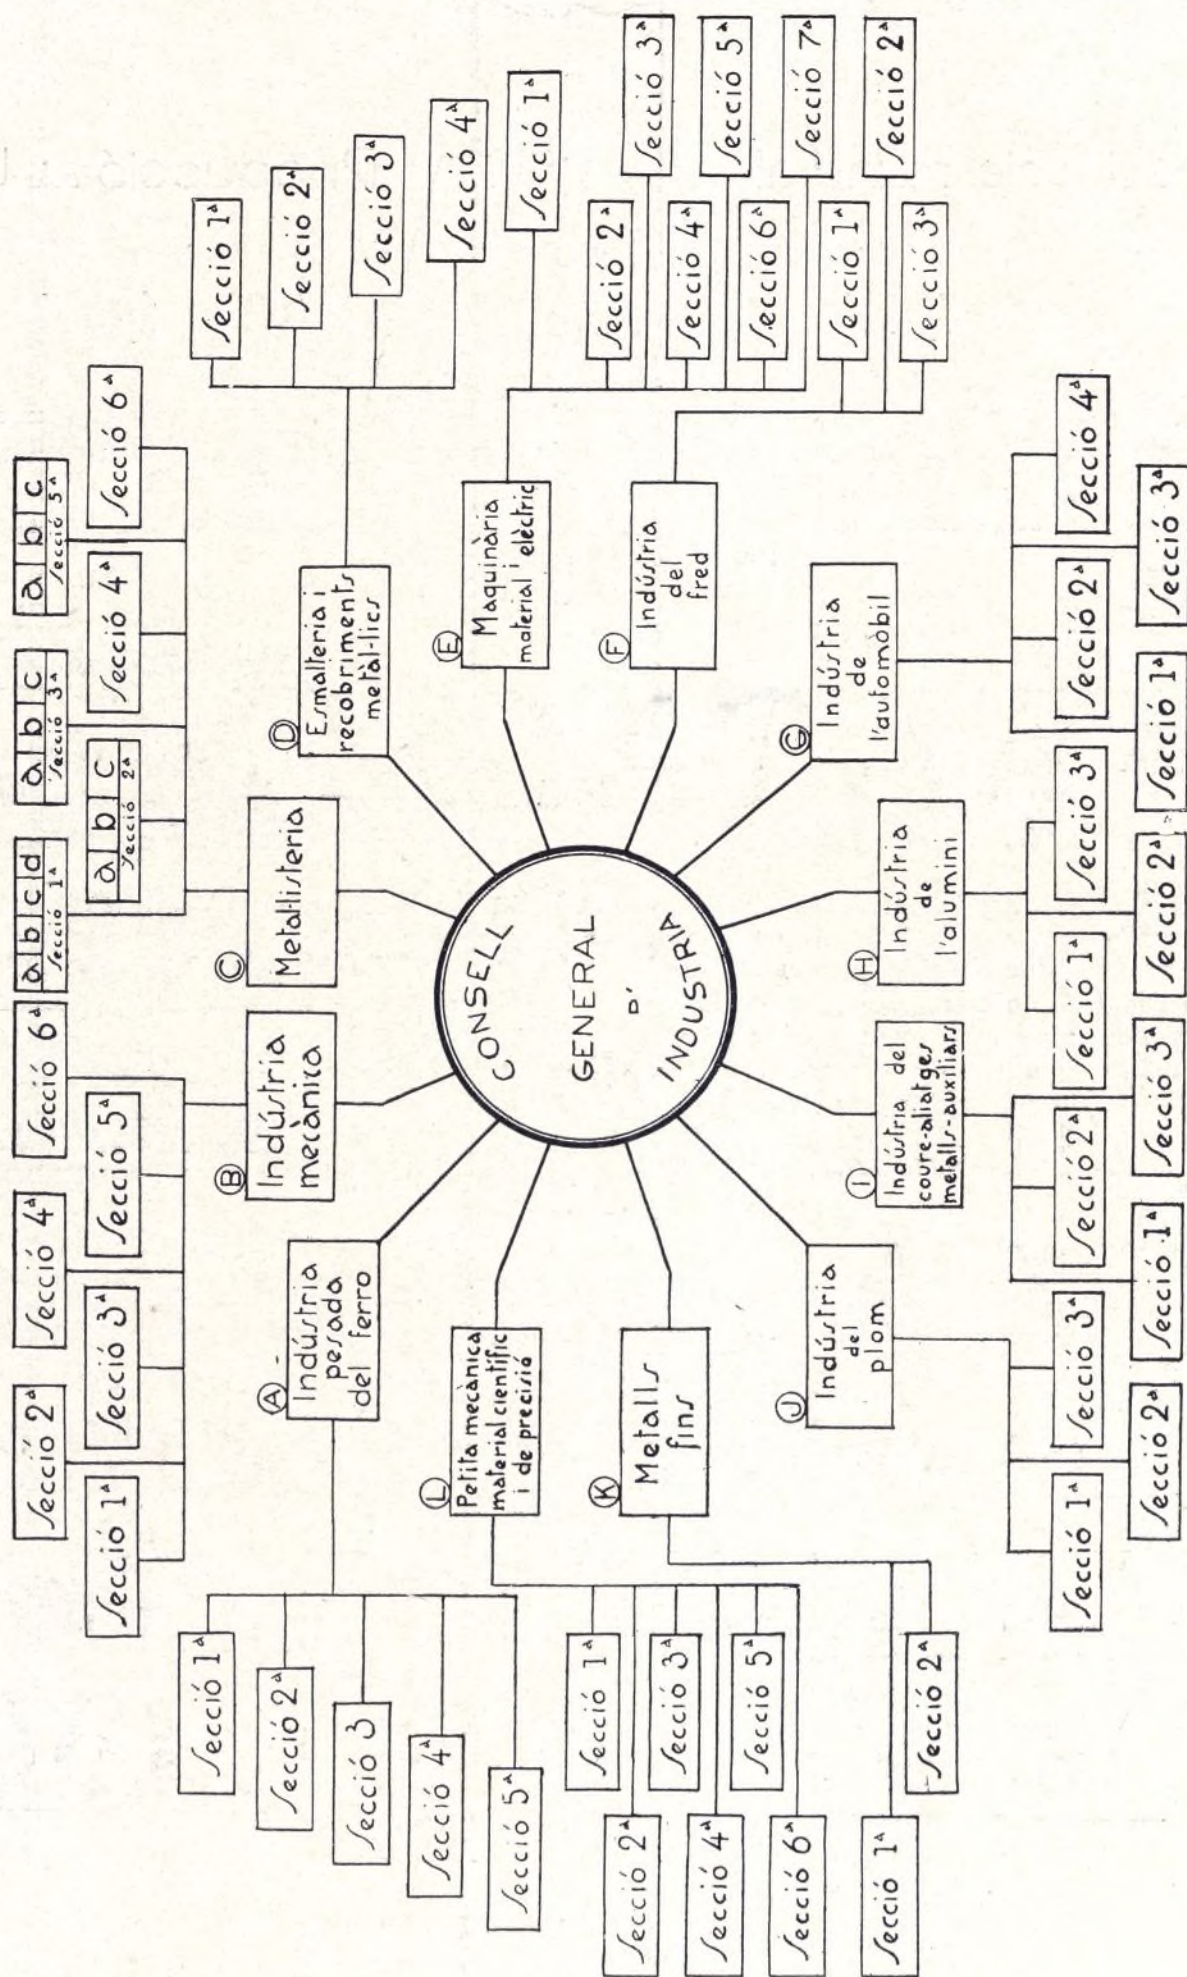 CONSELL
GENERAL
D'
INDUSTRIA
A
Indústria
pesada
del ferro
Secció 1ª
Secció 2ª
Secció 3
Secció 4ª
Secció 5ª
B
Indústria
mecànica
Secció 1ª
Secció 2ª
Secció 3ª
Secció 4ª
Secció 5ª
Secció 6ª
C
Metal·listeria
a b c d
Secció 1ª
a b c
Secció 2ª
a b c
Secció 3ª
Secció 4ª
a b c
Secció 5ª
Secció 6ª
D
Esmalteria i
recobriments
metàl·lics
Secció 1ª
Secció 2ª
Secció 3ª
Secció 4ª
E
Maquinària
i
material elèctric
Secció 1ª
Secció 2ª
Secció 3ª
Secció 4ª
Secció 5ª
Secció 6ª
Secció 7ª
F
Indústria
del
fred
Secció 1ª
Secció 2ª
Secció 3ª
G
Indústria
de
l'automòbil
Secció 1ª
Secció 2ª
Secció 3ª
Secció 4ª
H
Indústria
de
l'alumini
Secció 1ª
Secció 2ª
Secció 3ª
I
Indústria del
coure-aliatges
metalls-auxiliars
Secció 1ª
Secció 2ª
Secció 3ª
J
Indústria
del
plom
Secció 1ª
Secció 2ª
Secció 3ª
K
Metalls
fins
Secció 1ª
Secció 2ª
L
Petita mecànica
material científic
i de precisió
Secció 1ª
Secció 2ª
Secció 3ª
Secció 4ª
Secció 5ª
Secció 6ª